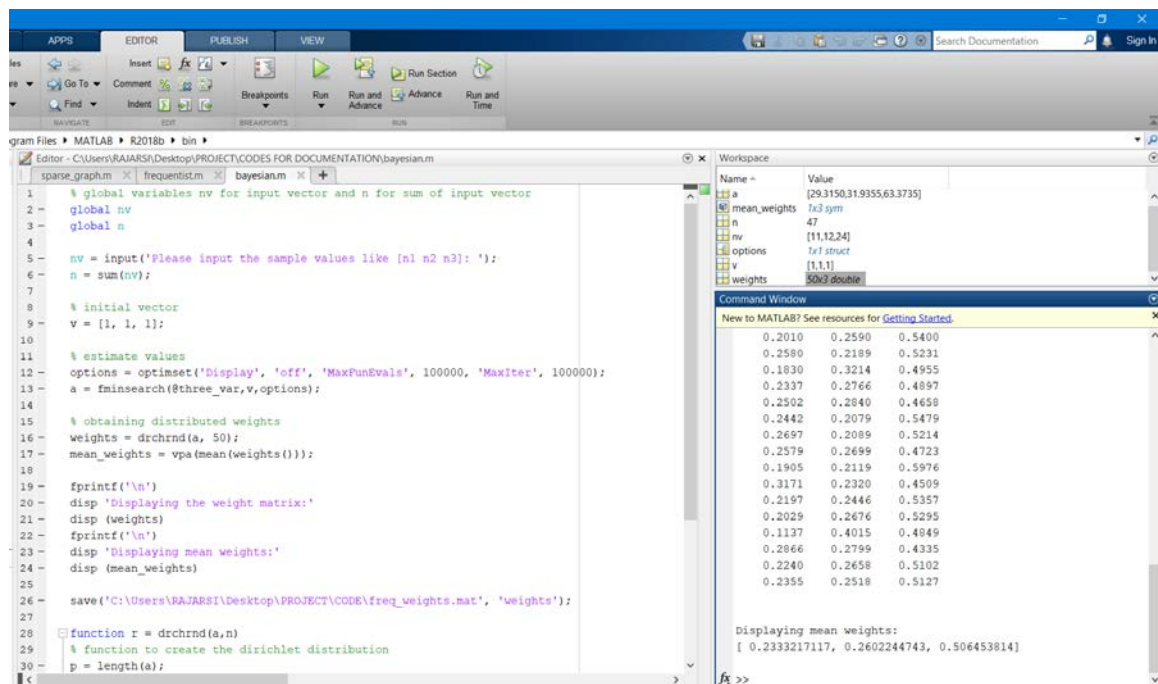 APPS EDITOR PUBLISH VIEW
Search Documentation Sign In
Insert fx
Go To Comment
Find Indent
Breakpoints Run Run and Advance Run Section Advance Run and Time
NAVIGATE EDIT BREAKPOINTS RUN
ogram Files MATLAB R2018b bin
Editor - C:\Users\RAJARSI\Desktop\PROJECT\CODES FOR DOCUMENTATION\bayesian.m
sparse_graph.m frequentist.m bayesian.m +
1 % global variables nv for input vector and n for sum of input vector
2 - global nv
3 - global n
4
5 - nv = input('Please input the sample values like [n1 n2 n3]: ');
6 - n = sum(nv);
7
8 % initial vector
9 - v = [1, 1, 1];
10
11 % estimate values
12 - options = optimset('Display', 'off', 'MaxFunEvals', 100000, 'MaxIter', 100000);
13 - a = fminsearch(@three_var,v,options);
14
15 % obtaining distributed weights
16 - weights = drchrnd(a, 50);
17 - mean_weights = vpa(mean(weights()));
18
19 - fprintf('\n')
20 - disp 'Displaying the weight matrix:'
21 - disp (weights)
22 - fprintf('\n')
23 - disp 'Displaying mean weights:'
24 - disp (mean_weights)
25
26 - save('C:\Users\RAJARSI\Desktop\PROJECT\CODE\freq_weights.mat', 'weights');
27
28 function r = drchrnd(a,n)
29 % function to create the dirichlet distribution
30 - p = length(a);
Workspace
Name Value
a [29.3150,31.9355,63.3735]
mean_weights 1x3 sym
n 47
nv [11,12,24]
options 1x1 struct
v [1,1,1]
weights 50x3 double
Command Window
New to MATLAB? See resources for Getting Started.
0.2010 0.2590 0.5400
0.2580 0.2189 0.5231
0.1830 0.3214 0.4955
0.2337 0.2766 0.4897
0.2502 0.2840 0.4658
0.2442 0.2079 0.5479
0.2697 0.2089 0.5214
0.2579 0.2699 0.4723
0.1905 0.2119 0.5976
0.3171 0.2320 0.4509
0.2197 0.2446 0.5357
0.2029 0.2676 0.5295
0.1137 0.4015 0.4849
0.2866 0.2799 0.4335
0.2240 0.2658 0.5102
0.2355 0.2518 0.5127
Displaying mean weights:
[ 0.2333217117, 0.2602244743, 0.506453814]
fx >>